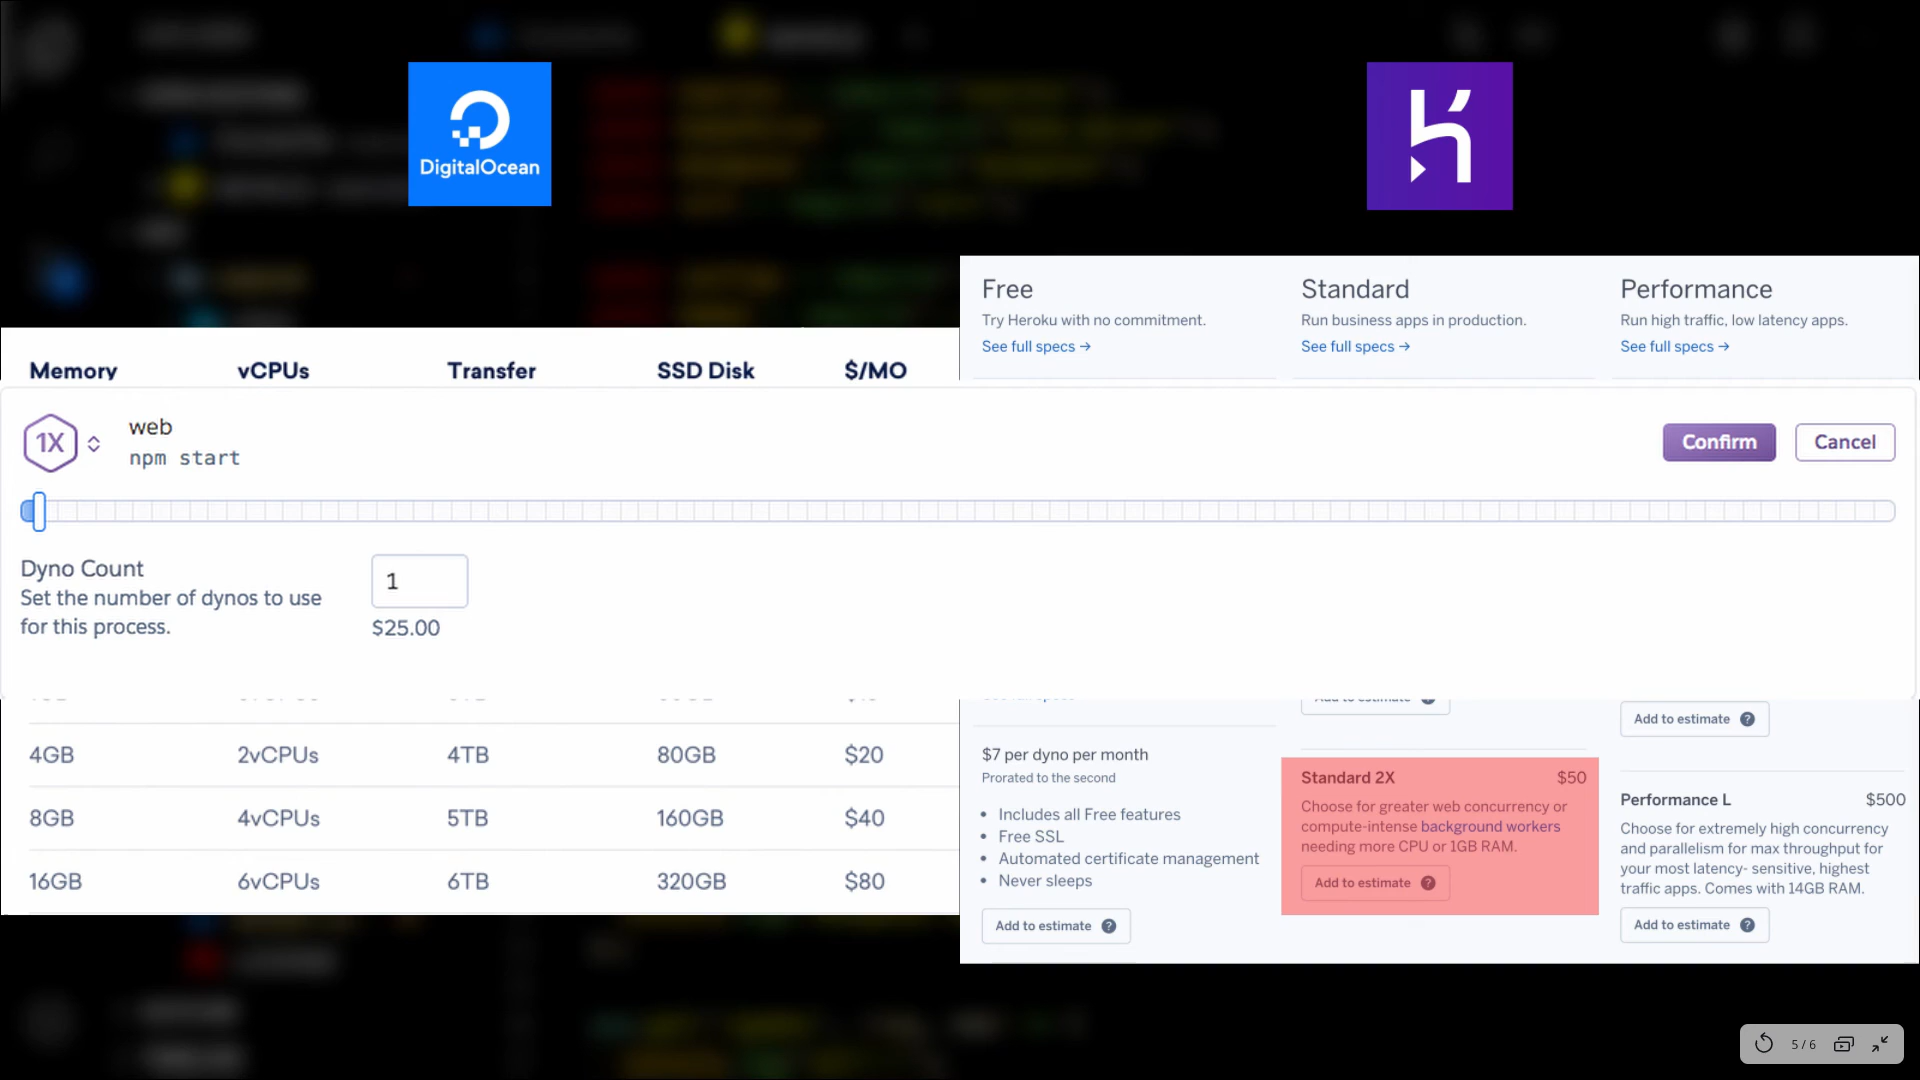 DigitalOcean
Free
Try Heroku with no commitment.
See full specs →
Standard
Run business apps in production.
See full specs →
Performance
Run high traffic, low latency apps.
See full specs →
Memory vCPUs Transfer SSD Disk $/MO
1X
web
npm start
Confirm
Cancel
Dyno Count
Set the number of dynos to use
for this process.
1
$25.00
4GB 2vCPUs 4TB 80GB $20
8GB 4vCPUs 5TB 160GB $40
16GB 6vCPUs 6TB 320GB $80
$7 per dyno per month
Prorated to the second
• Includes all Free features
• Free SSL
• Automated certificate management
• Never sleeps
Add to estimate ?
Standard 2X $50
Choose for greater web concurrency or
compute-intense background workers
needing more CPU or 1GB RAM.
Add to estimate ?
Add to estimate ?
Performance L $500
Choose for extremely high concurrency
and parallelism for max throughput for
your most latency- sensitive, highest
traffic apps. Comes with 14GB RAM.
Add to estimate ?
5 / 6